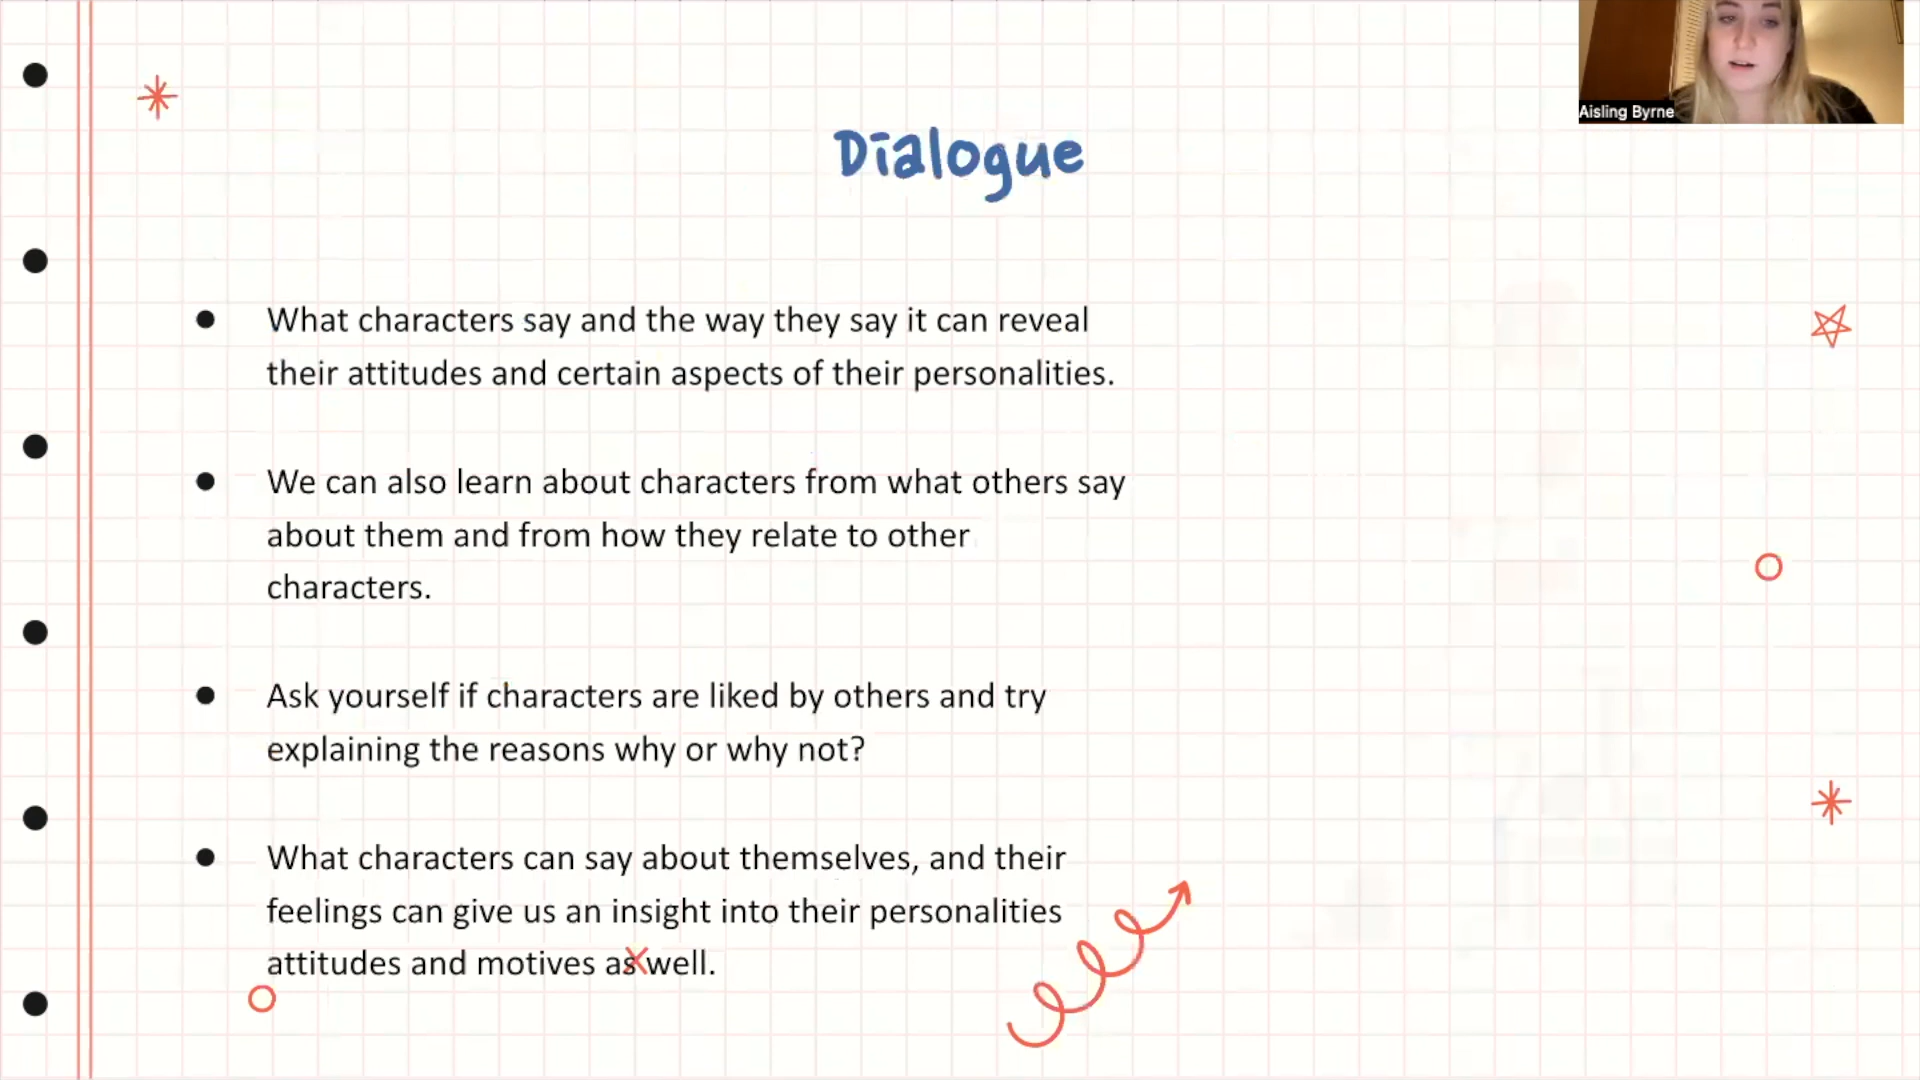 Aisling Byrne
Dialogue
What characters say and the way they say it can reveal
their attitudes and certain aspects of their personalities.
We can also learn about characters from what others say
about them and from how they relate to other
characters.
Ask yourself if characters are liked by others and try
explaining the reasons why or why not?
What characters can say about themselves, and their
feelings can give us an insight into their personalities
attitudes and motives as well.